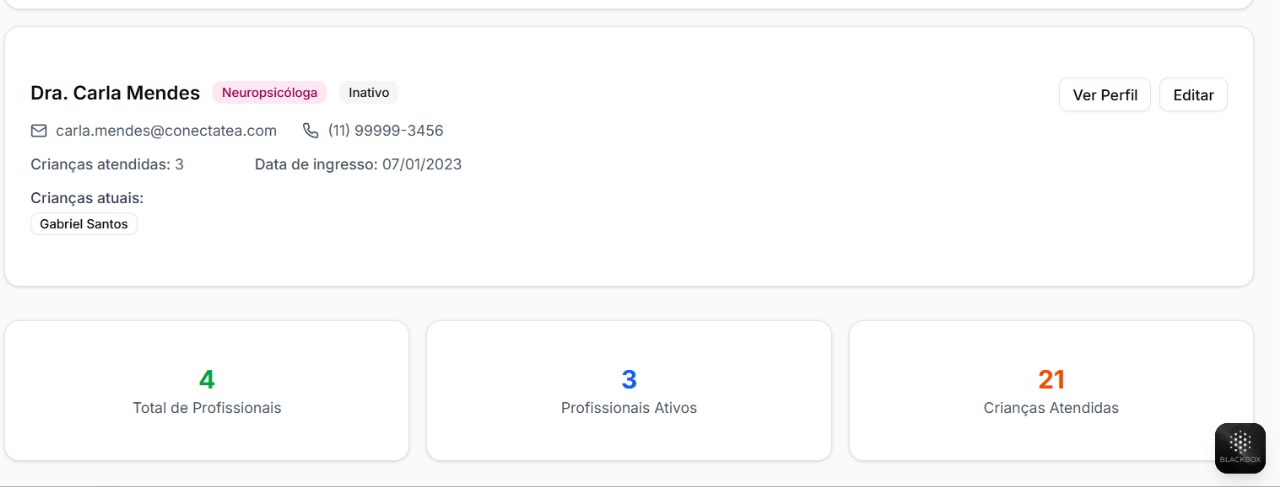 Dra. Carla Mendes Neuropsicóloga Inativo Ver Perfil Editar
carla.mendes@conectatea.com (11) 99999-3456
Crianças atendidas: 3 Data de ingresso: 07/01/2023
Crianças atuais:
Gabriel Santos
4
Total de Profissionais
3
Profissionais Ativos
21
Crianças Atendidas
BLACKBOX